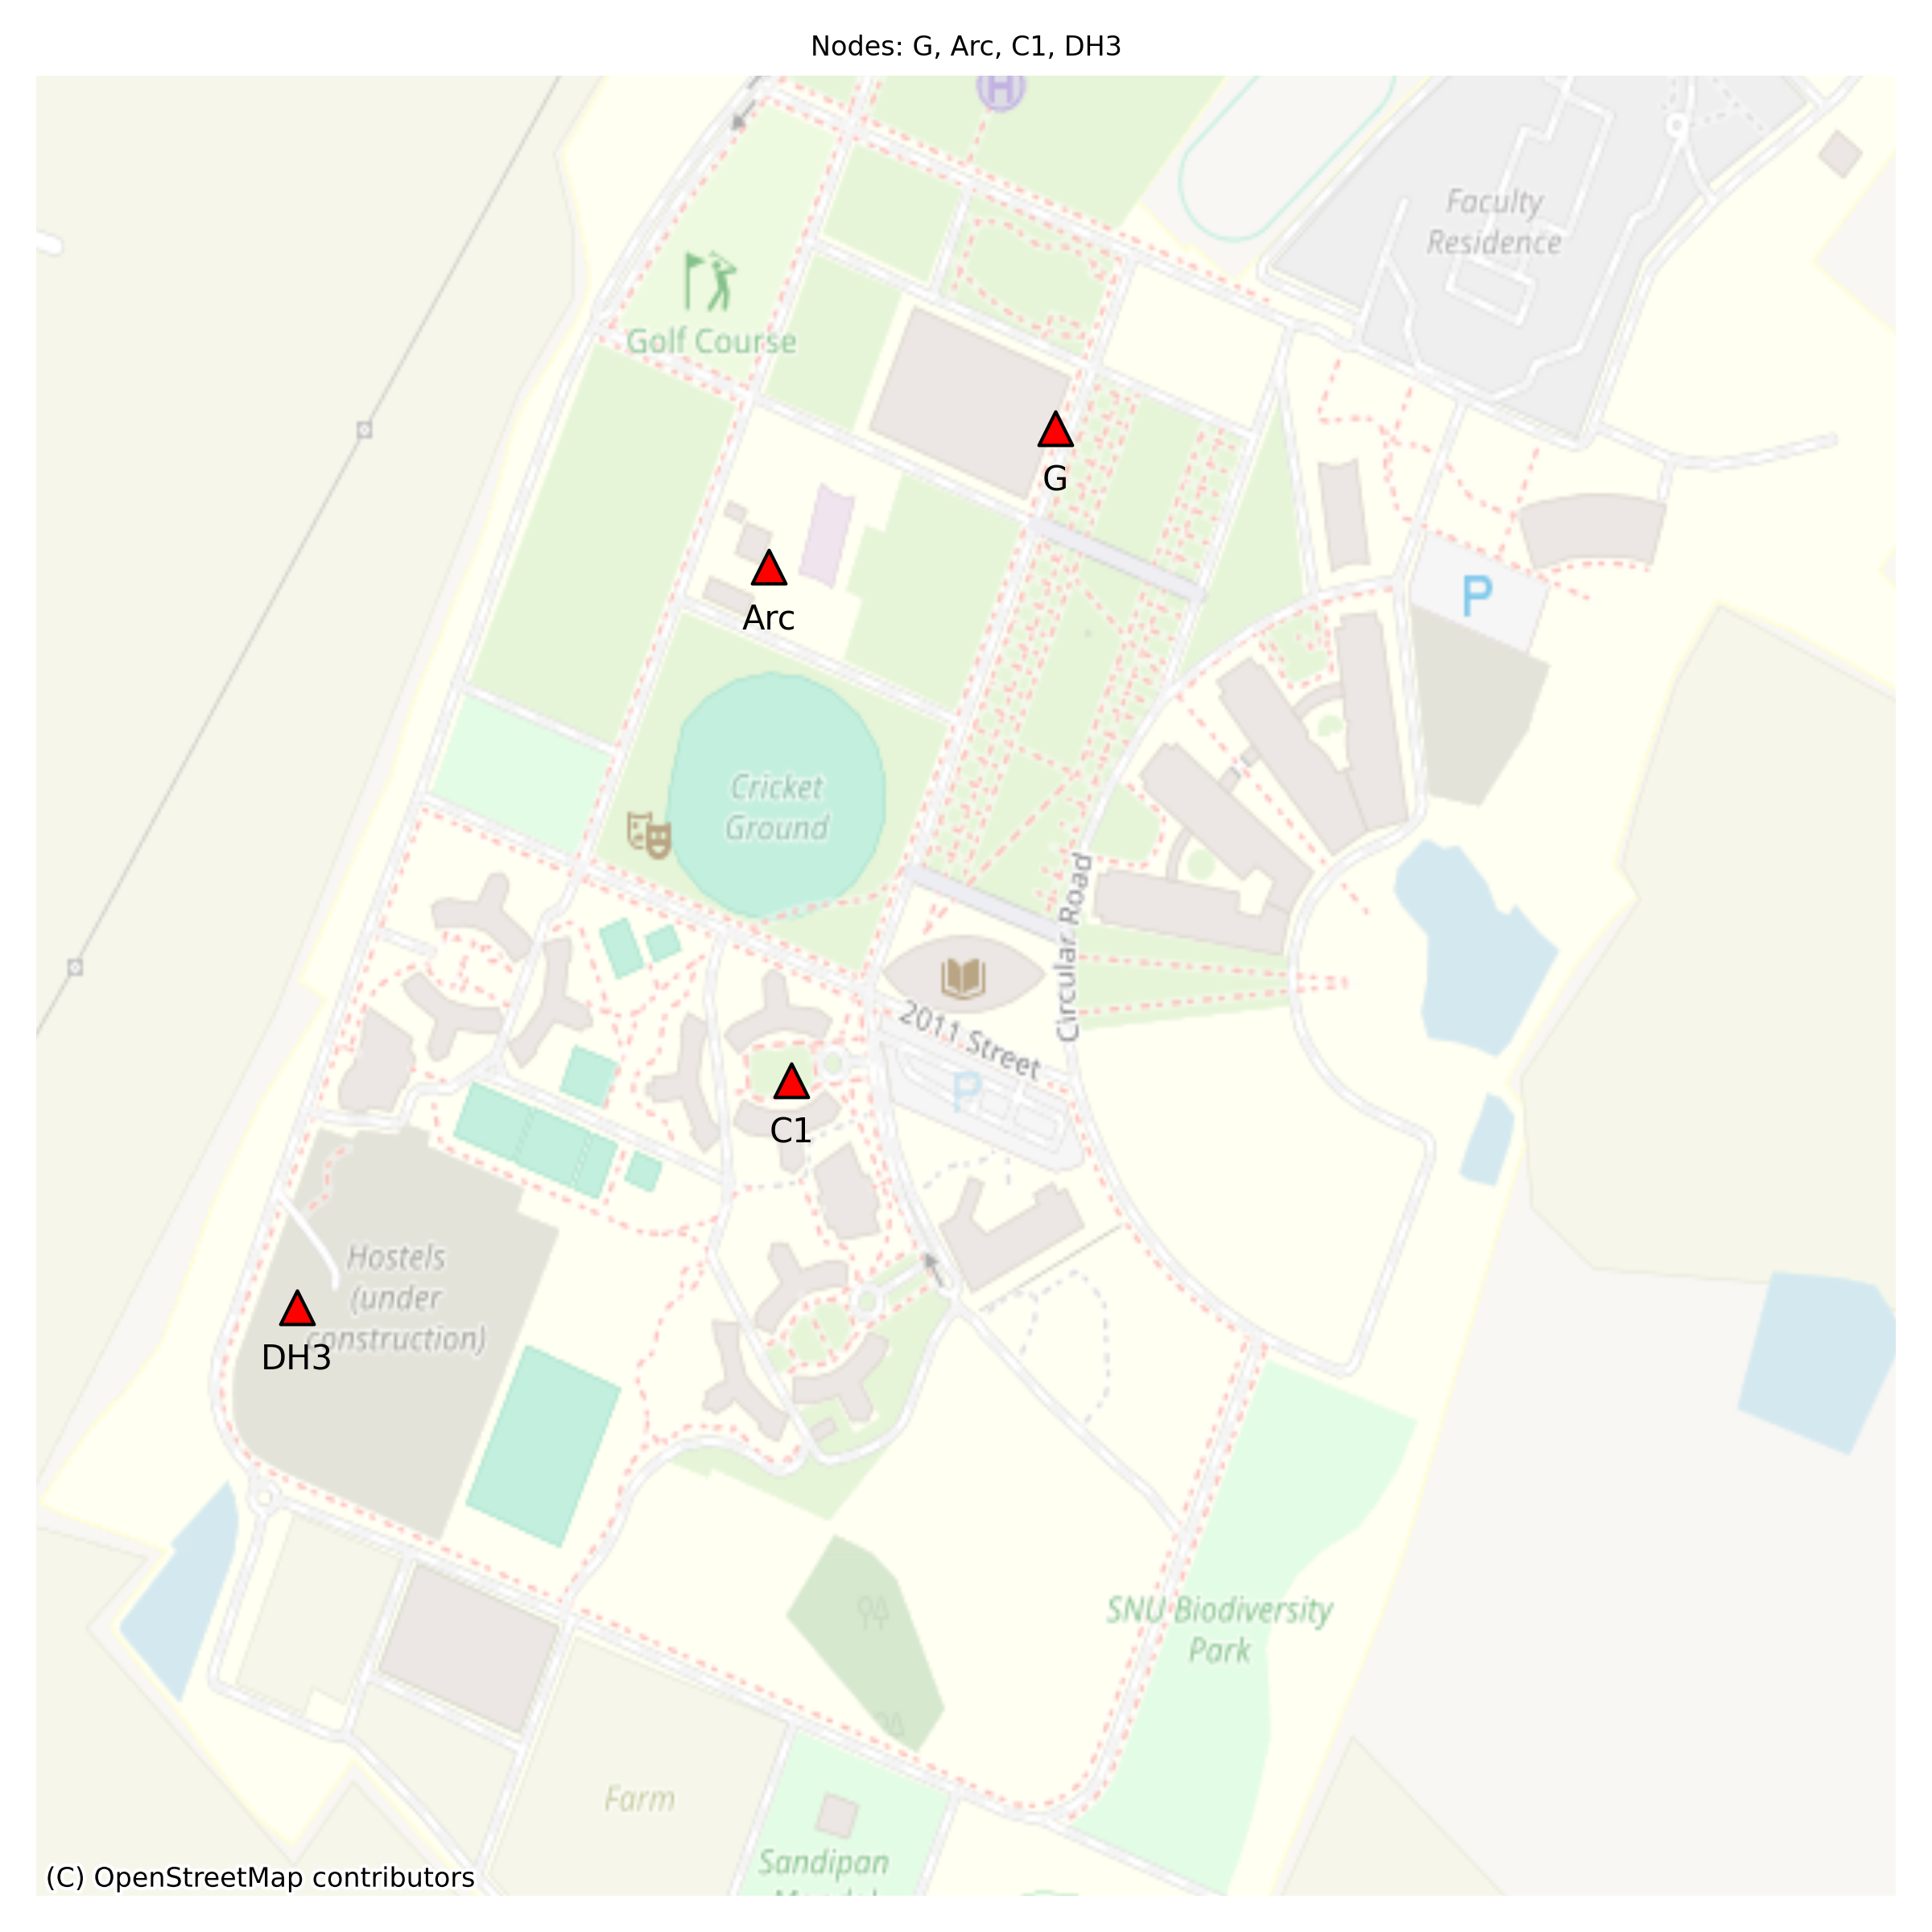 Nodes: G, Arc, C1, DH3
H
Faculty
Residence
Golf Course
G
Arc
P
Cricket
Ground
Circular Road
2011 Street
P
C1
Hostels
(under
construction)
DH3
SNU Biodiversity
Park
Farm
Sandipan
(C) OpenStreetMap contributors